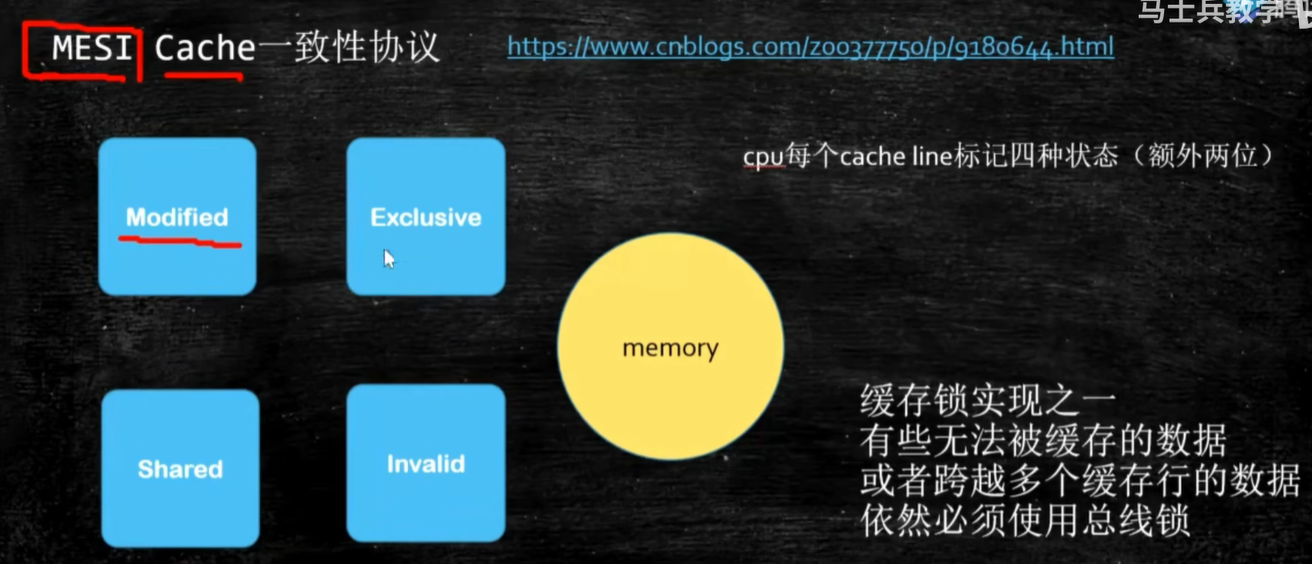 马士兵教学
MESI Cache一致性协议
https://www.cnblogs.com/z00377750/p/9180644.html
cpu每个cache line标记四种状态（额外两位）
Modified
Exclusive
memory
Shared
Invalid
缓存锁实现之一
有些无法被缓存的数据
或者跨越多个缓存行的数据
依然必须使用总线锁